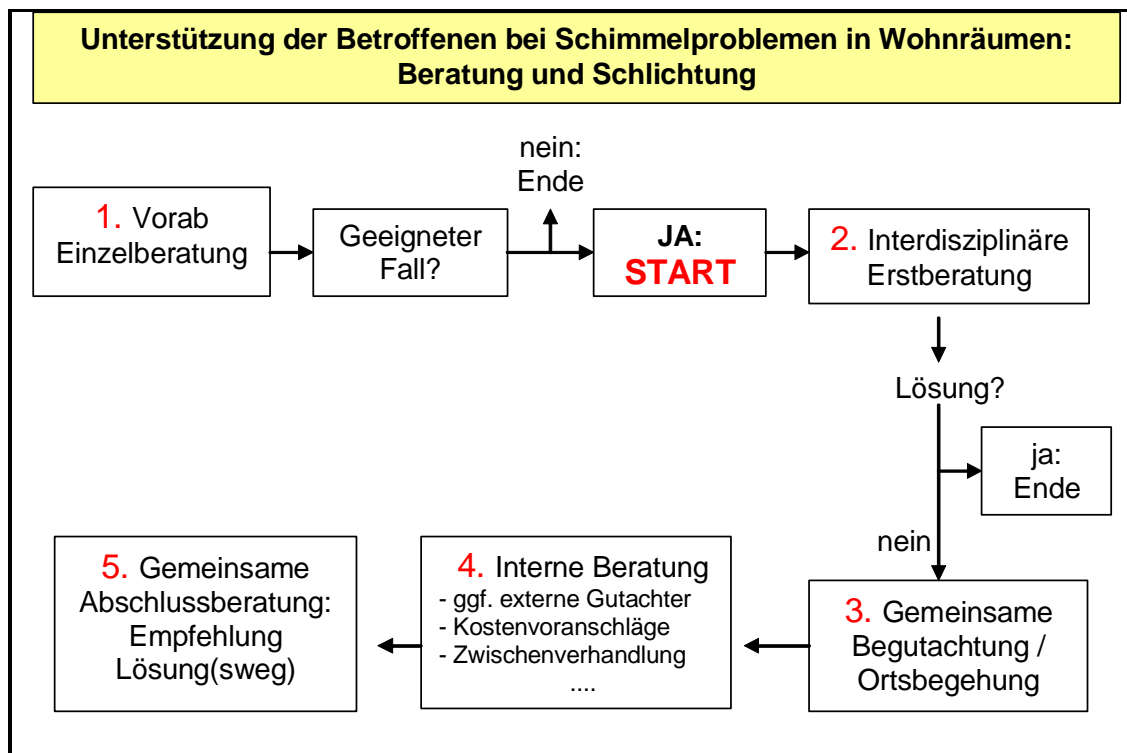 Unterstützung der Betroffenen bei Schimmelproblemen in Wohnräumen:
Beratung und Schlichtung
1. Vorab
Einzelberatung
Geeigneter
Fall?
nein:
Ende
JA:
START
2. Interdisziplinäre
Erstberatung
Lösung?
ja:
Ende
nein
3. Gemeinsame
Begutachtung /
Ortsbegehung
4. Interne Beratung
- ggf. externe Gutachter
- Kostenvoranschläge
- Zwischenverhandlung
....
5. Gemeinsame
Abschlussberatung:
Empfehlung
Lösung(sweg)